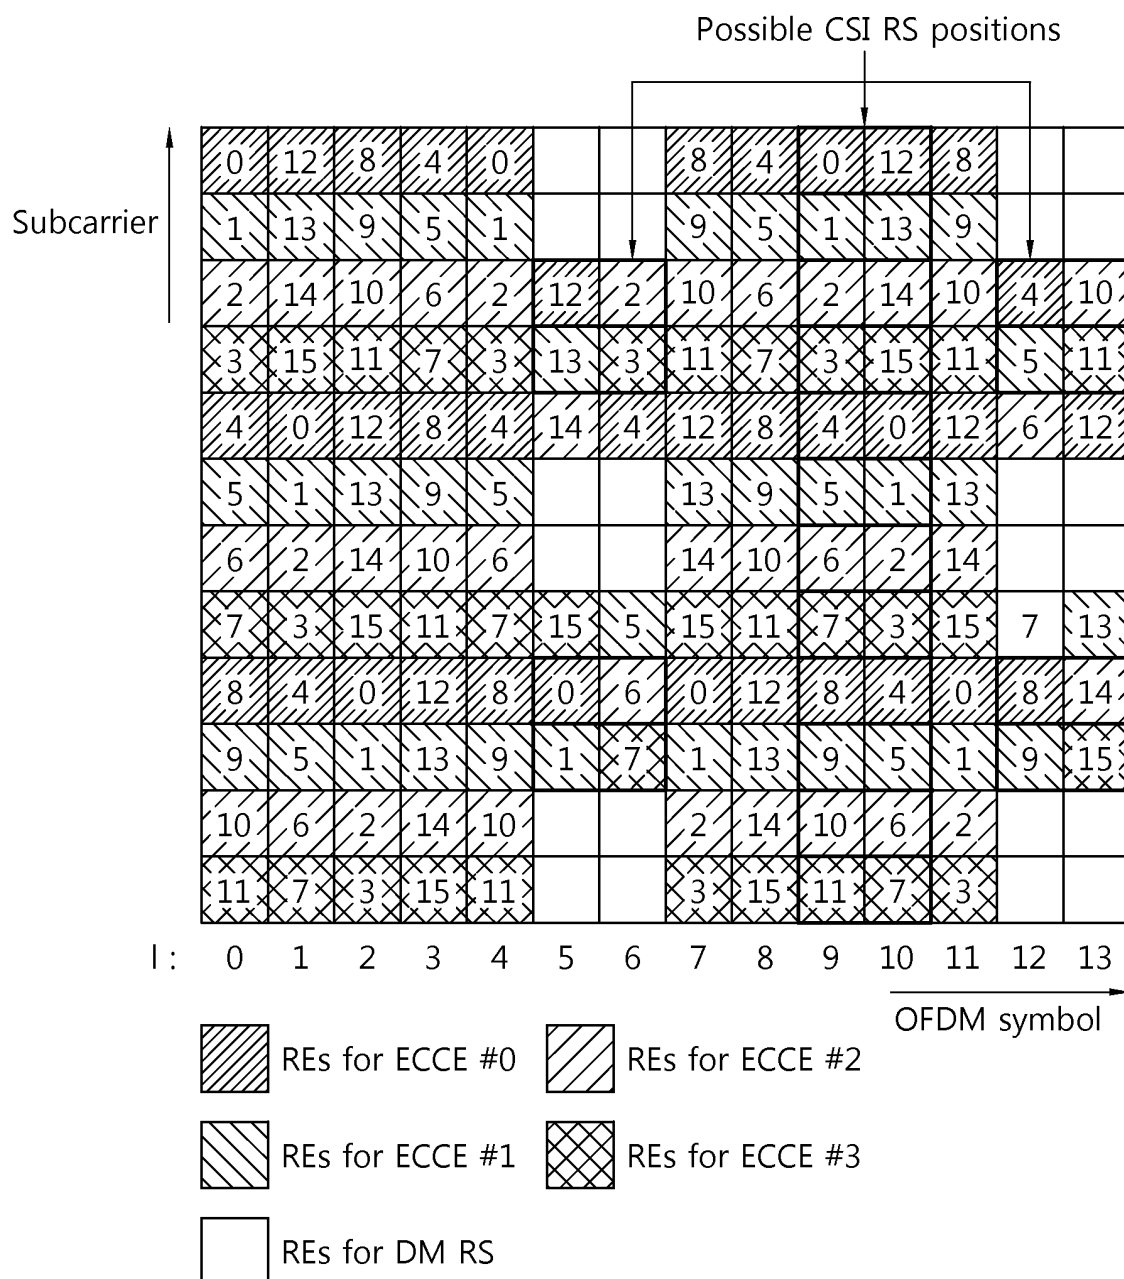 Possible CSI RS positions
0 12 8 4 0 8 4 0 12 8
Subcarrier
1 13 9 5 1 9 5 1 13 9
2 14 10 6 2 12 2 10 6 2 14 10 4 10
3 15 11 7 3 13 3 11 7 3 15 11 5 11
4 0 12 8 4 14 4 12 8 4 0 12 6 12
5 1 13 9 5 13 9 5 1 13
6 2 14 10 6 14 10 6 2 14
7 3 15 11 7 15 5 15 11 7 3 15 7 13
8 4 0 12 8 0 6 0 12 8 4 0 8 14
9 5 1 13 9 1 7 1 13 9 5 1 9 15
10 6 2 14 10 2 14 10 6 2
11 7 3 15 11 3 15 11 7 3
l : 0 1 2 3 4 5 6 7 8 9 10 11 12 13
OFDM symbol
REs for ECCE #0
REs for ECCE #2
REs for ECCE #1
REs for ECCE #3
REs for DM RS